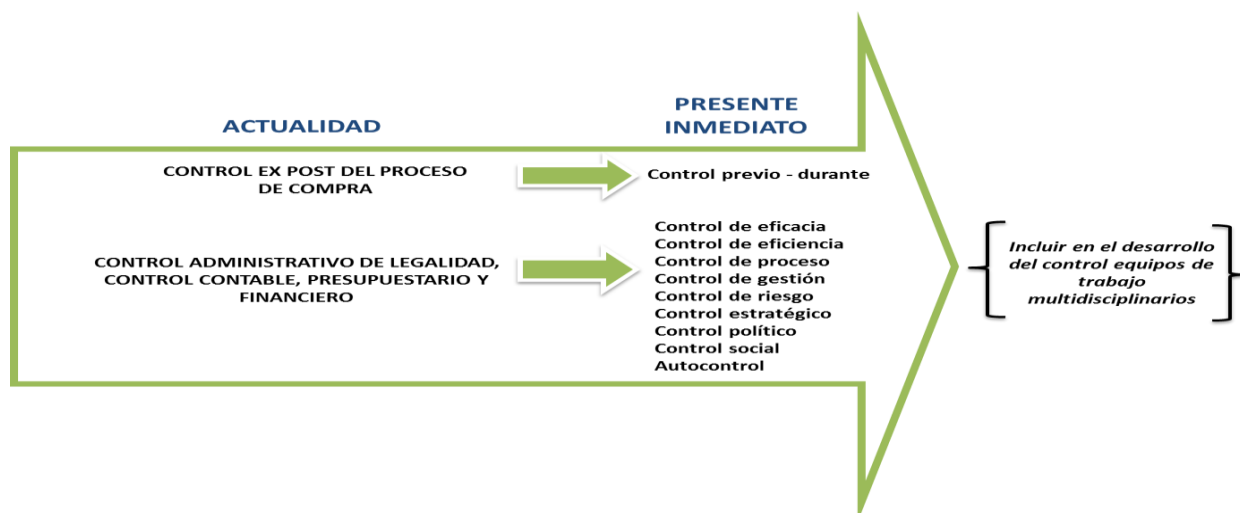 ACTUALIDAD
PRESENTE
INMEDIATO
CONTROL EX POST DEL PROCESO
DE COMPRA
Control previo - durante
CONTROL ADMINISTRATIVO DE LEGALIDAD,
CONTROL CONTABLE, PRESUPUESTARIO Y
FINANCIERO
Control de eficacia
Control de eficiencia
Control de proceso
Control de gestión
Control de riesgo
Control estratégico
Control político
Control social
Autocontrol
Incluir en el desarrollo
del control equipos de
trabajo
multidisciplinarios